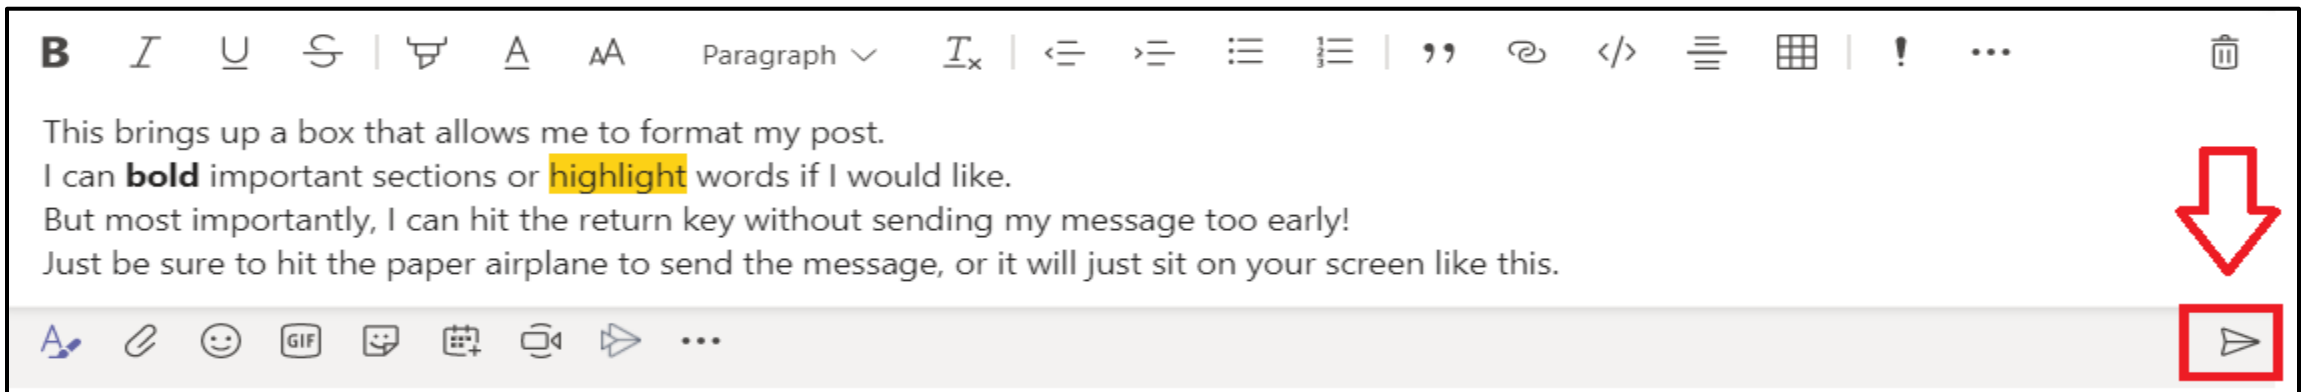 B I U S A AA Paragraph Tx
This brings up a box that allows me to format my post.
I can bold important sections or highlight words if I would like.
But most importantly, I can hit the return key without sending my message too early!
Just be sure to hit the paper airplane to send the message, or it will just sit on your screen like this.
A GIF